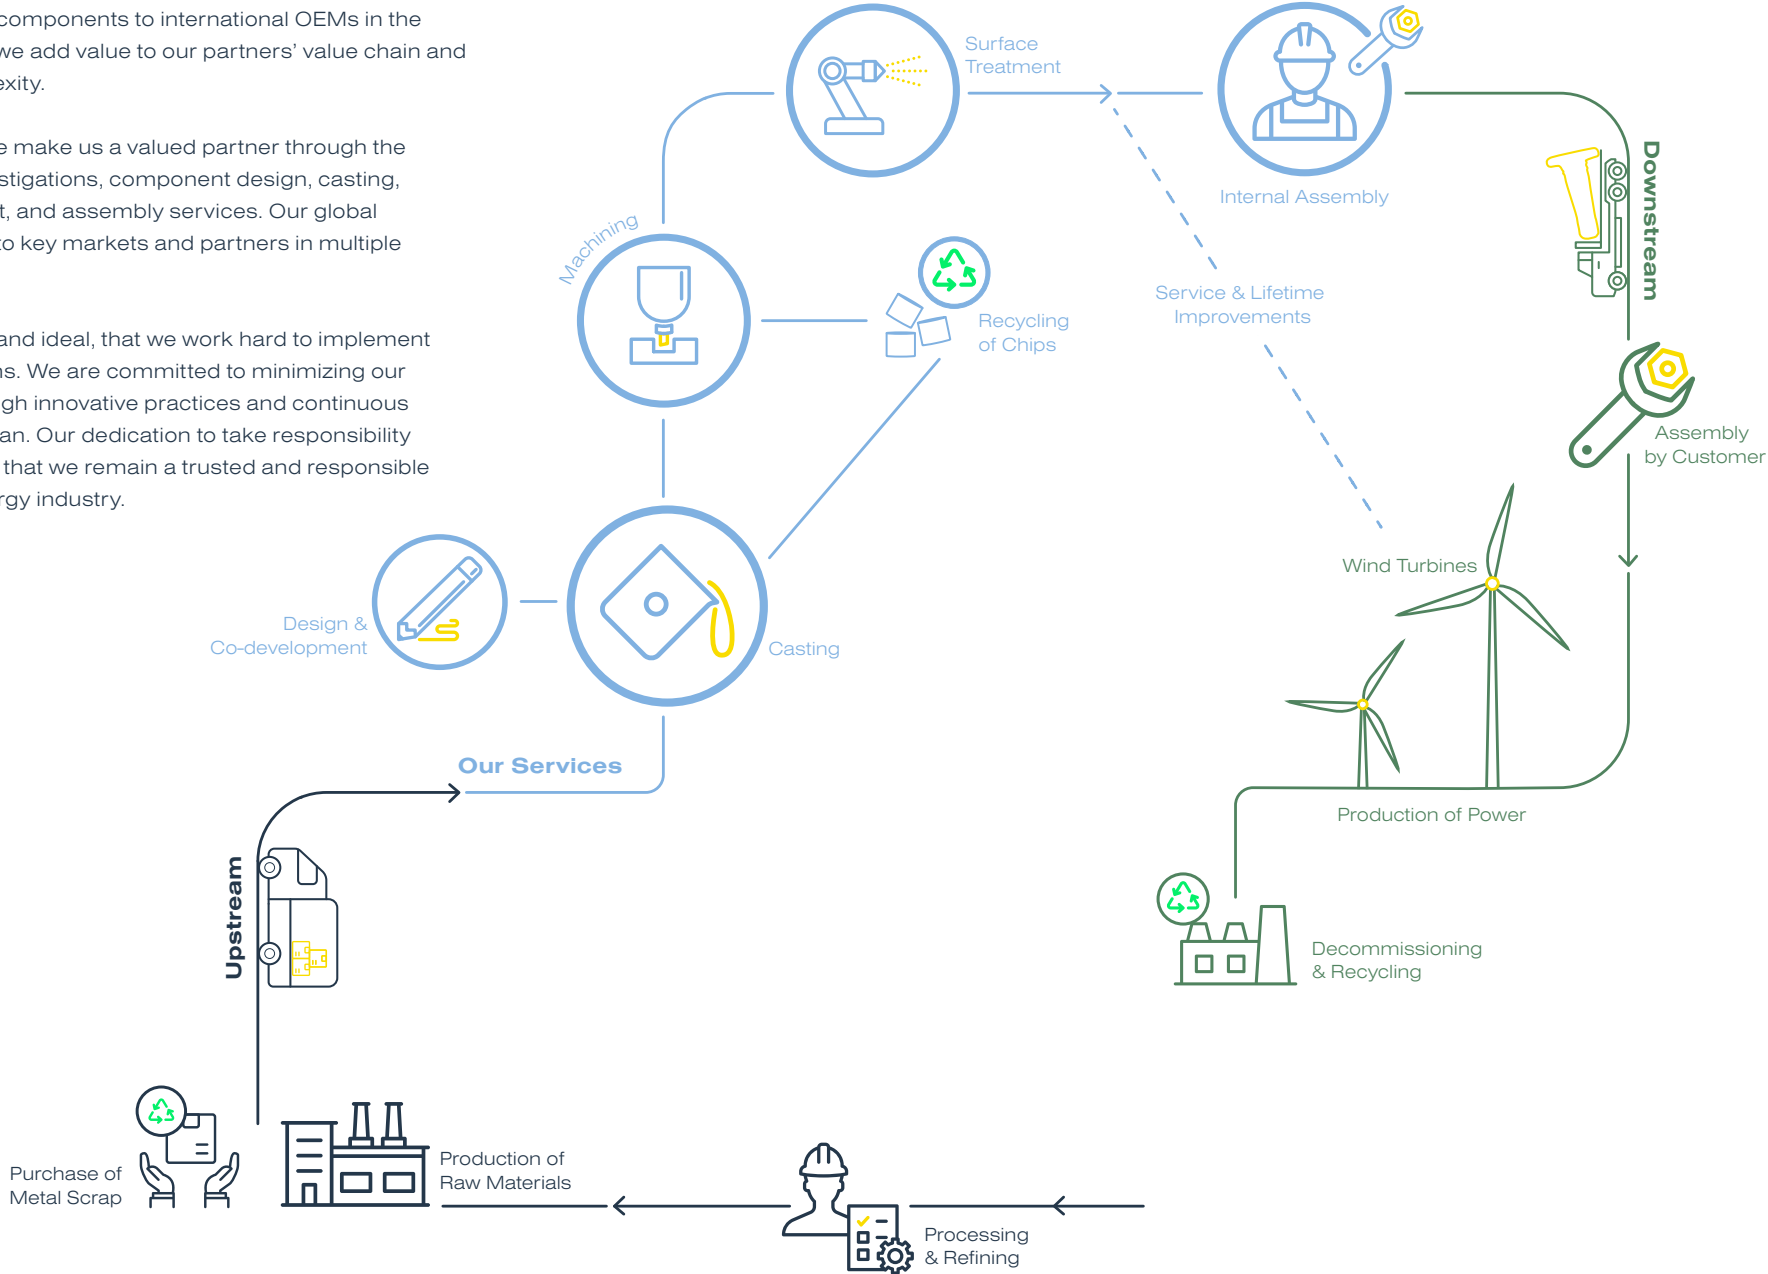 components to international OEMs in the
we add value to our partners' value chain and
exity.
e make us a valued partner through the
stigations, component design, casting,
t, and assembly services. Our global
to key markets and partners in multiple
and ideal, that we work hard to implement
ns. We are committed to minimizing our
gh innovative practices and continuous
an. Our dedication to take responsibility
that we remain a trusted and responsible
rgy industry.
Surface
Treatment
Internal Assembly
Downstream
Machining
Recycling
of Chips
Service & Lifetime
Improvements
Assembly
by Customer
Wind Turbines
Design &
Co-development
Casting
Our Services
Production of Power
Upstream
Decommissioning
& Recycling
Purchase of
Metal Scrap
Production of
Raw Materials
Processing
& Refining